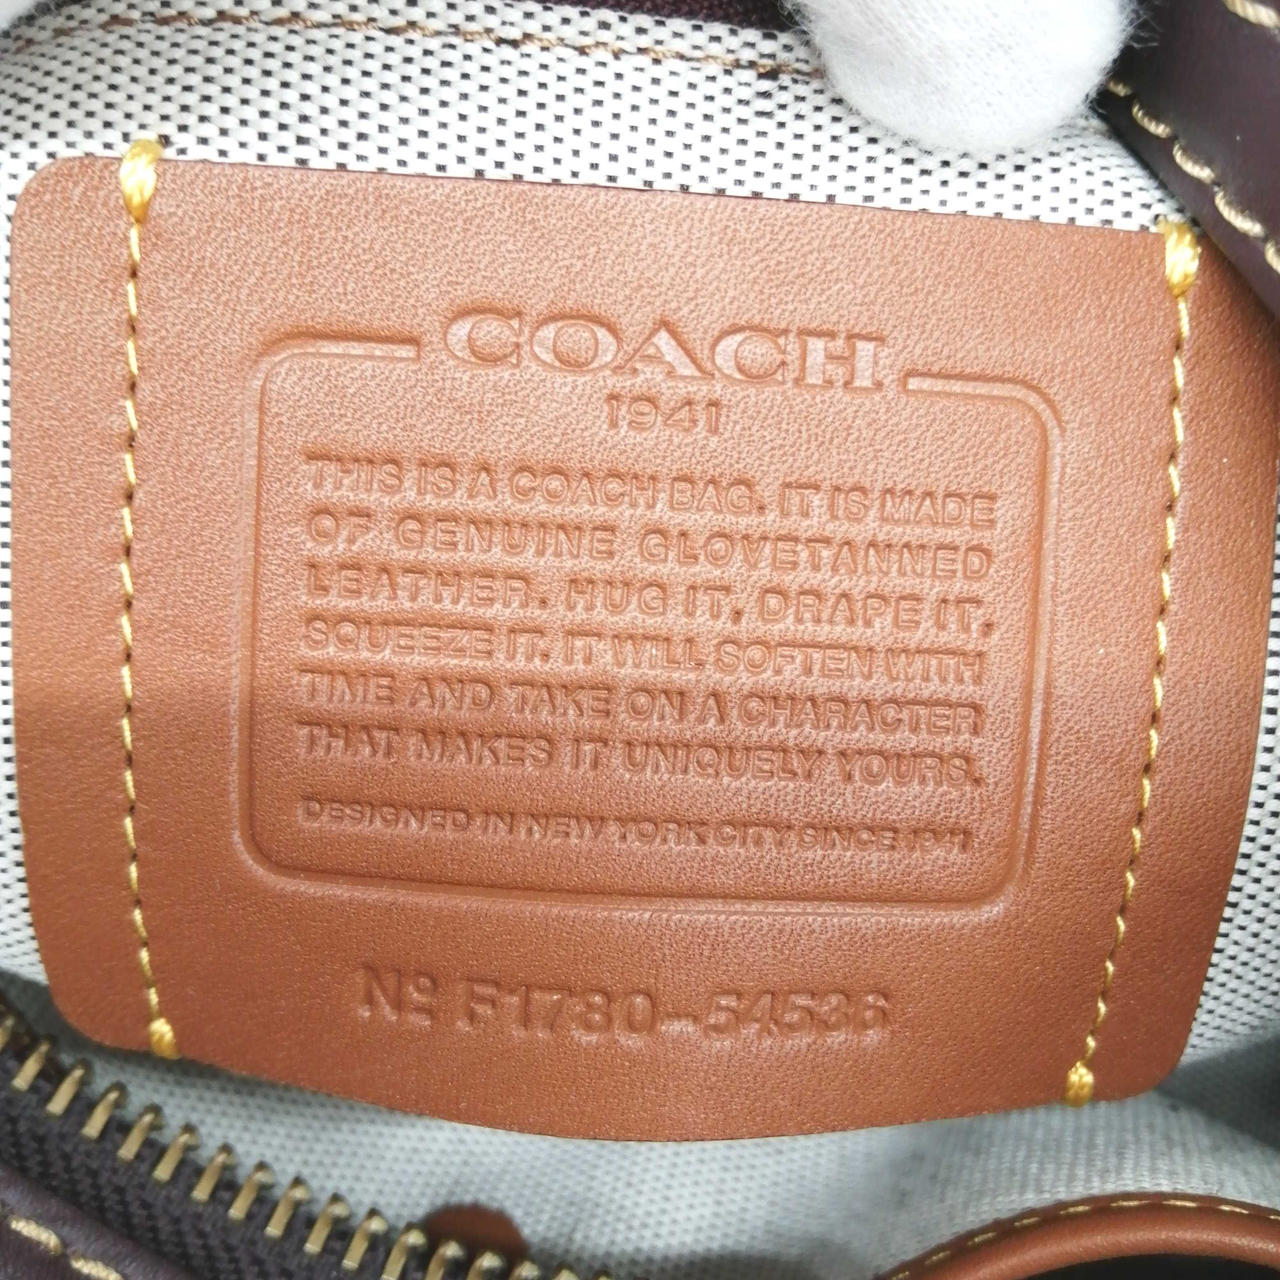 COACH
1941
THIS IS A COACH BAG. IT IS MADE
OF GENUINE GLOVETANNED
LEATHER. HUG IT, DRAPE IT,
SQUEEZE IT. IT WILL SOFTEN WITH
TIME AND TAKE ON A CHARACTER
THAT MAKES IT UNIQUELY YOURS.
DESIGNED IN NEW YORK CITY SINCE 1941
Nº F1780-54536